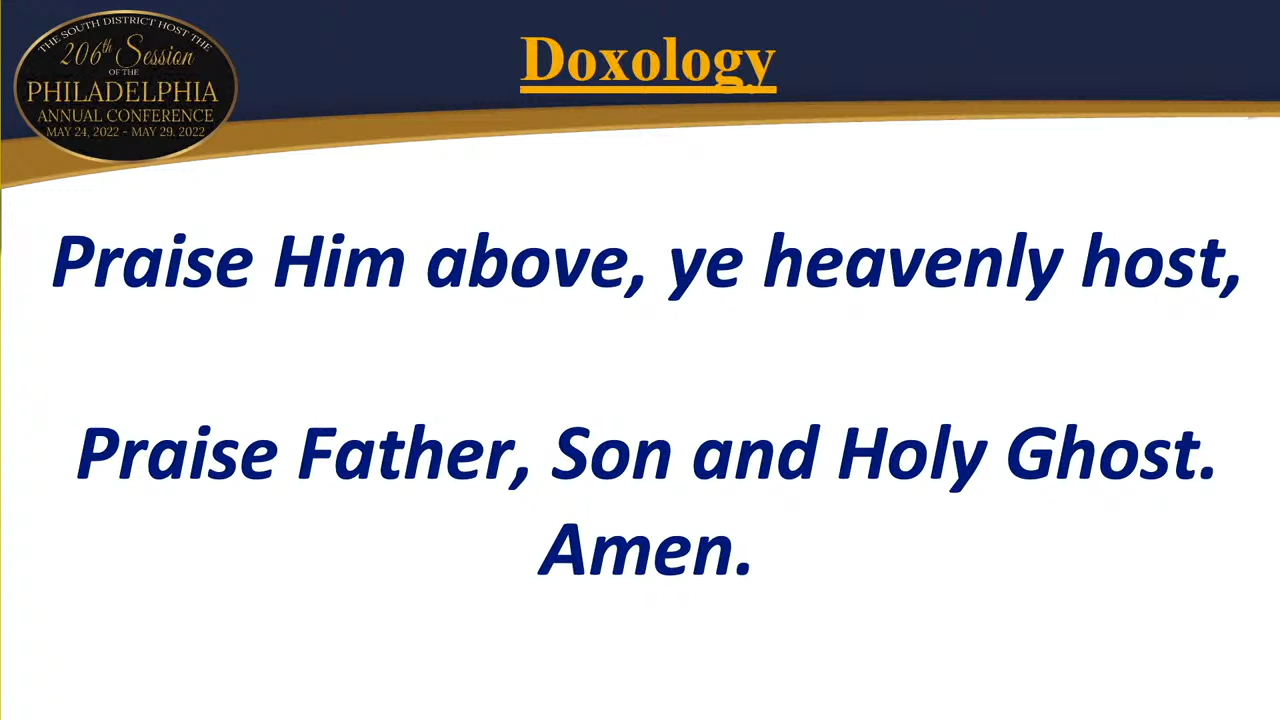 THE SOUTH DISTRICT HOST THE
206th Session
OF THE
PHILADELPHIA
ANNUAL CONFERENCE
MAY 24, 2022 - MAY 29, 2022
Doxology
Praise Him above, ye heavenly host,
Praise Father, Son and Holy Ghost.
Amen.